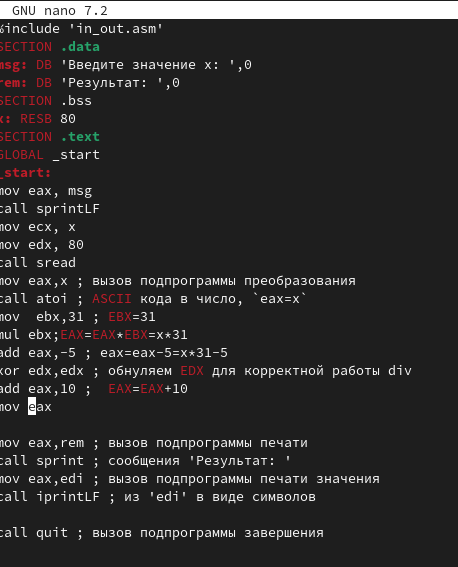 GNU nano 7.2
%include 'in_out.asm'
SECTION .data
msg: DB 'Введите значение х: ',0
rem: DB 'Результат: ',0
SECTION .bss
x: RESB 80
SECTION .text
GLOBAL _start
_start:
mov eax, msg
call sprintLF
mov ecx, x
mov edx, 80
call sread
mov eax,x ; вызов подпрограммы преобразования
call atoi ; ASCII кода в число, `eax=x`
mov  ebx,31 ; EBX=31
mul ebx;EAX=EAX*EBX=x*31
add eax,-5 ; eax=eax-5=x*31-5
xor edx,edx ; обнуляем EDX для корректной работы div
add eax,10 ;  EAX=EAX+10
mov eax
mov eax,rem ; вызов подпрограммы печати
call sprint ; сообщения 'Результат: '
mov eax,edi ; вызов подпрограммы печати значения
call iprintLF ; из 'edi' в виде символов
call quit ; вызов подпрограммы завершения